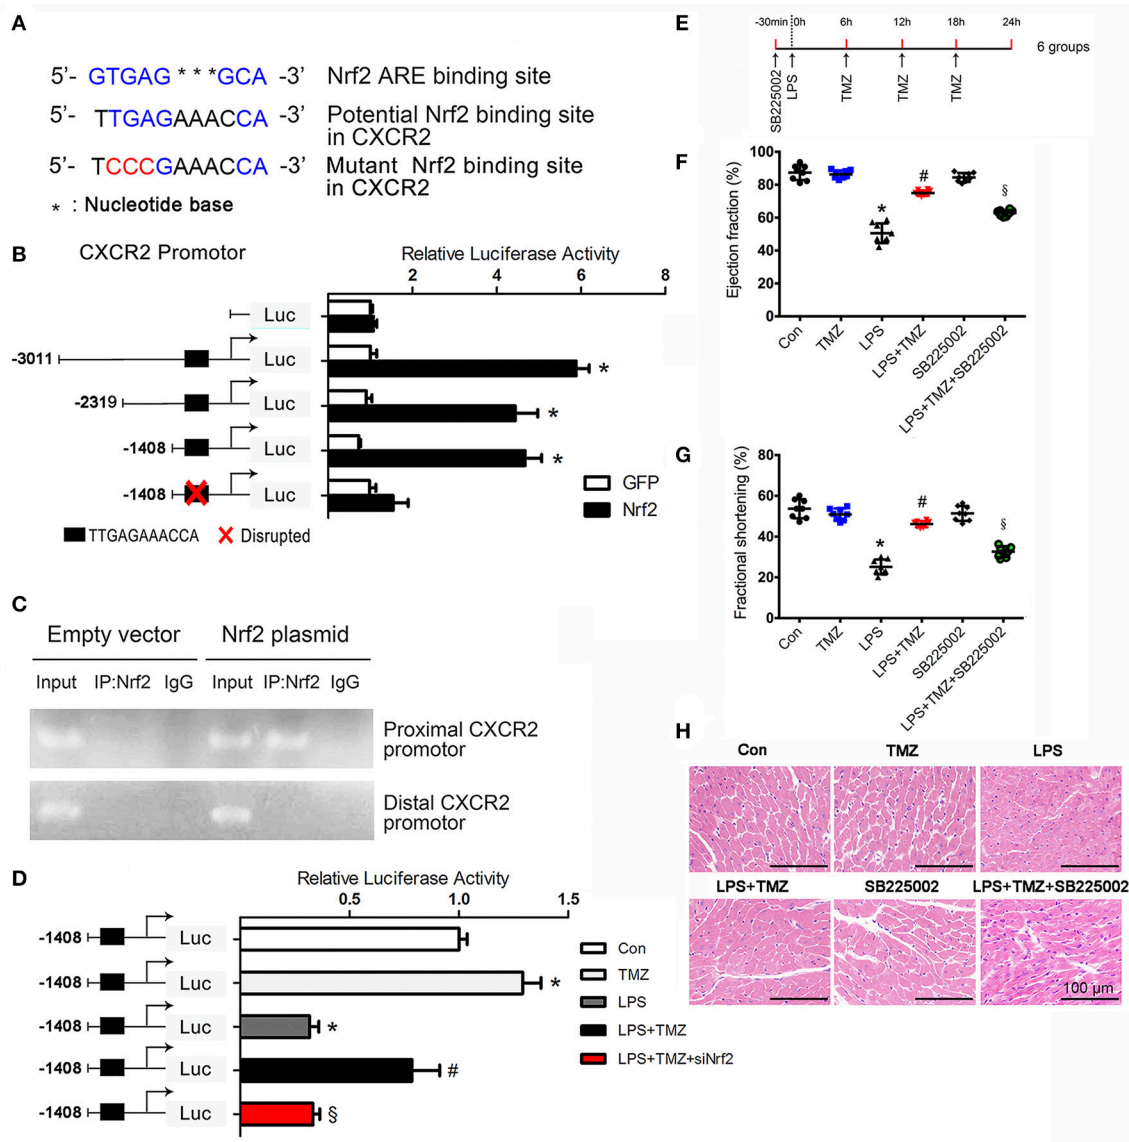 A
5'- GTGAG * * * GCA -3' Nrf2 ARE binding site
5'- TTGAGAAACCA -3' Potential Nrf2 binding site
in CXCR2
5'- TCCCGAAACCA -3' Mutant Nrf2 binding site
in CXCR2
* : Nucleotide base
B
CXCR2 Promotor
Relative Luciferase Activity
2 4 6 8
Luc
-3011 Luc *
-2319 Luc *
-1408 Luc *
-1408 Luc
GFP
Nrf2
TTGAGAAACCA Disrupted
C
Empty vector Nrf2 plasmid
Input IP:Nrf2 IgG Input IP:Nrf2 IgG
Proximal CXCR2
promotor
Distal CXCR2
promotor
D
Relative Luciferase Activity
0.5 1.0 1.5
-1408 Luc
-1408 Luc *
-1408 Luc *
-1408 Luc #
-1408 Luc §
Con
TMZ
LPS
LPS+TMZ
LPS+TMZ+siNrf2
E
-30min 0h 6h 12h 18h 24h
6 groups
SB225002
LPS
TMZ
TMZ
TMZ
F
Ejection fraction (%)
100
80
60
40
20
0
* # §
Con
TMZ
LPS
LPS+TMZ
SB225002
LPS+TMZ+SB225002
G
Fractional shortening (%)
80
60
40
20
0
* # §
Con
TMZ
LPS
LPS+TMZ
SB225002
LPS+TMZ+SB225002
H
Con TMZ LPS
LPS+TMZ SB225002 LPS+TMZ+SB225002
100 µm